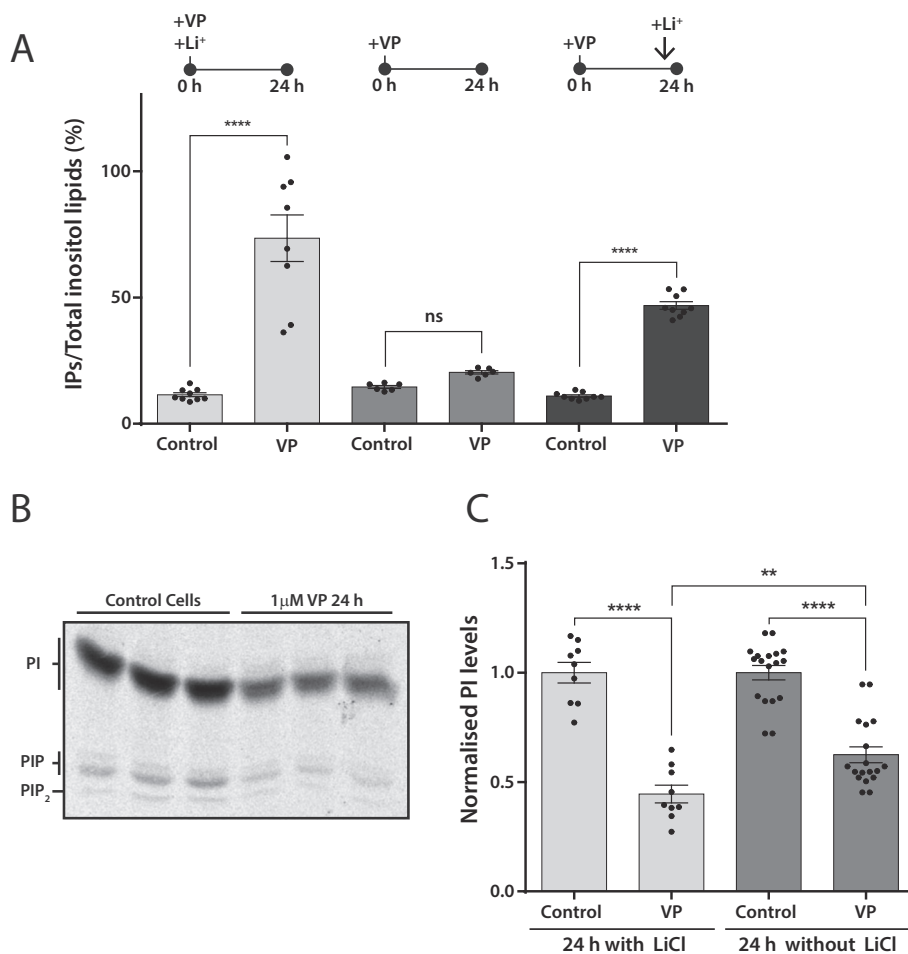 A
+VP
+Li⁺
0 h
24 h
+VP
0 h
24 h
+VP
+Li⁺
0 h
24 h
IPs/Total inositol lipids (%)
100
50
0
****
ns
****
Control
VP
Control
VP
Control
VP
B
Control Cells
1μM VP 24 h
PI
PIP
PIP₂
C
Normalised PI levels
1.5
1.0
0.5
0.0
****
**
****
Control
VP
Control
VP
24 h with LiCl
24 h without LiCl